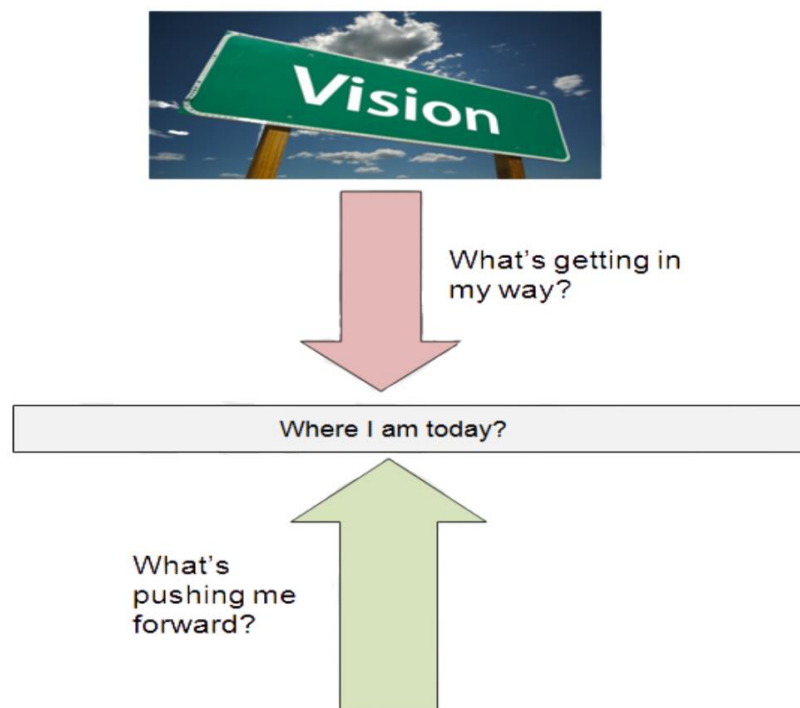 Vision
What's getting in
my way?
Where I am today?
What's
pushing me
forward?